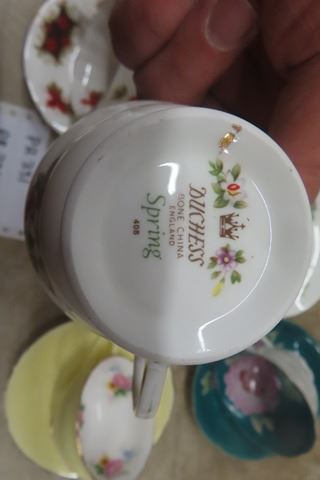 DUCHESS
BONE CHINA
ENGLAND
Spring
408